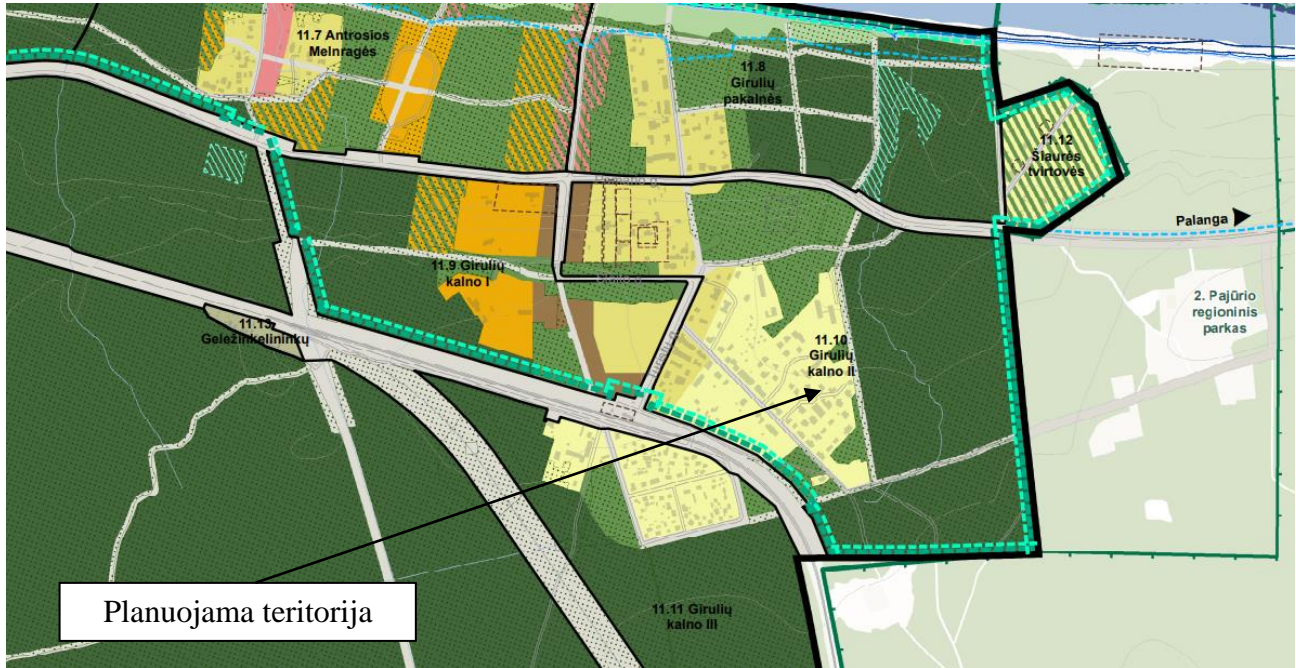 11.7 Antrosios
Melnragės
11.8
Girulių
pakalnės
11.12
Šiaurės
tvirtovės
Palanga
2. Pajūrio
regioninis
parkas
11.9 Girulių
kalno I
11.10
Girulių
kalno II
11.13
Geležinkelininkų
11.11 Girulių
kalno III
Planuojama teritorija